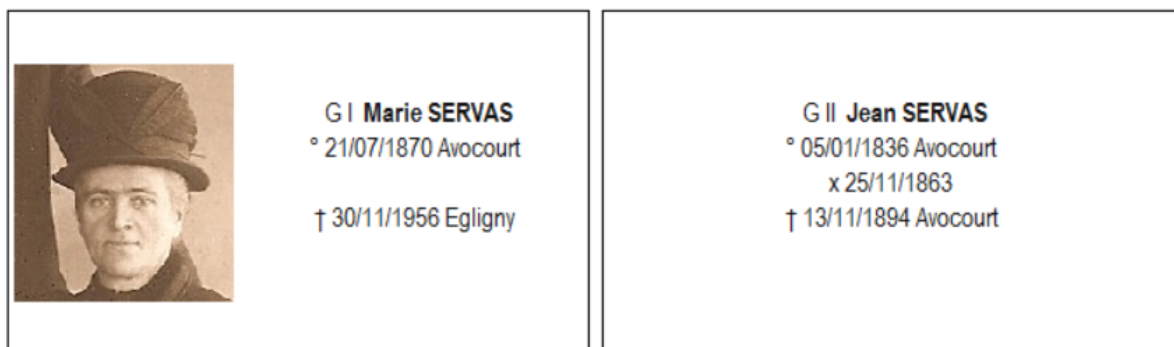 G I Marie SERVAS
° 21/07/1870 Avocourt
† 30/11/1956 Egligny
G II Jean SERVAS
° 05/01/1836 Avocourt
x 25/11/1863
† 13/11/1894 Avocourt